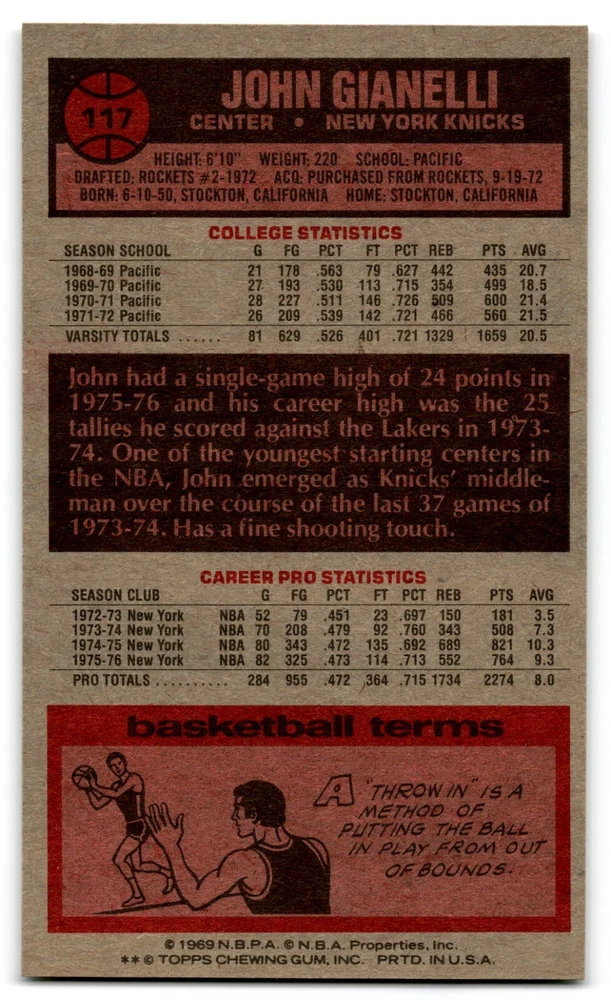 117
JOHN GIANELLI
CENTER • NEW YORK KNICKS
HEIGHT: 6'10" WEIGHT: 220 SCHOOL: PACIFIC
DRAFTED: ROCKETS #2-1972 ACQ: PURCHASED FROM ROCKETS, 9-19-72
BORN: 6-10-50, STOCKTON, CALIFORNIA HOME: STOCKTON, CALIFORNIA
COLLEGE STATISTICS
SEASON SCHOOL G FG PCT FT PCT REB PTS AVG
1968-69 Pacific 21 178 .563 79 .627 442 435 20.7
1969-70 Pacific 27 193 .530 113 .715 354 499 18.5
1970-71 Pacific 28 227 .511 146 .726 509 600 21.4
1971-72 Pacific 26 209 .539 142 .721 466 560 21.5
VARSITY TOTALS ...... 81 629 .526 401 .721 1329 1659 20.5
John had a single-game high of 24 points in
1975-76 and his career high was the 25
tallies he scored against the Lakers in 1973-
74. One of the youngest starting centers in
the NBA, John emerged as Knicks' middle-
man over the course of the last 37 games of
1973-74. Has a fine shooting touch.
CAREER PRO STATISTICS
SEASON CLUB G FG PCT FT PCT REB PTS AVG
1972-73 New York NBA 52 79 .451 23 .697 150 181 3.5
1973-74 New York NBA 70 208 .479 92 .760 343 508 7.3
1974-75 New York NBA 80 343 .472 135 .692 689 821 10.3
1975-76 New York NBA 82 325 .473 114 .713 552 764 9.3
PRO TOTALS .......... 284 955 .472 364 .715 1734 2274 8.0
basketball terms
A "THROW IN" IS A
METHOD OF
PUTTING THE BALL
IN PLAY FROM OUT
OF BOUNDS.
© 1969 N.B.P.A. © N.B.A. Properties, Inc.
** © TOPPS CHEWING GUM, INC. PRTD. IN U.S.A.